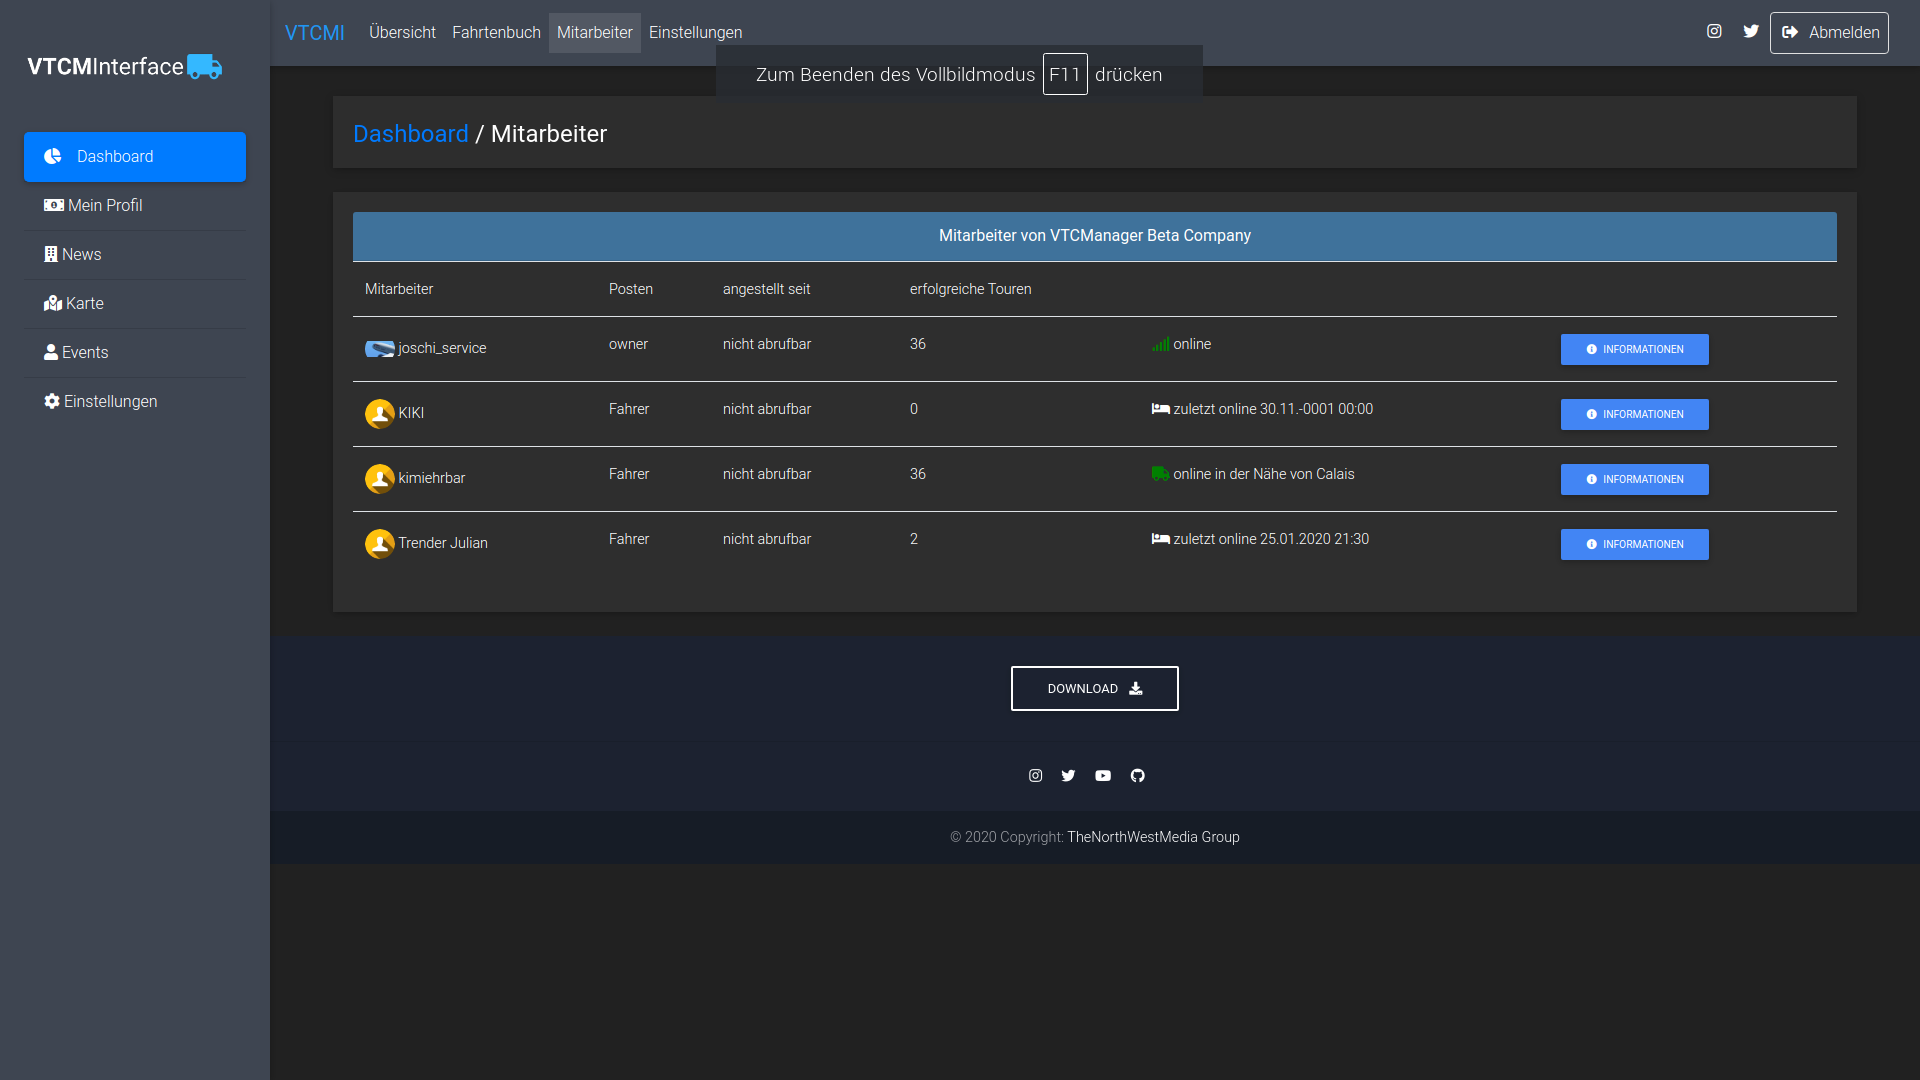 VTCMInterface
VTCMI Übersicht Fahrtenbuch Mitarbeiter Einstellungen Abmelden
Zum Beenden des Vollbildmodus F11 drücken
Dashboard
Mein Profil
News
Karte
Events
Einstellungen
Dashboard / Mitarbeiter
Mitarbeiter von VTCManager Beta Company
Mitarbeiter Posten angestellt seit erfolgreiche Touren
joschi_service owner nicht abrufbar 36 online INFORMATIONEN
KIKI Fahrer nicht abrufbar 0 zuletzt online 30.11.-0001 00:00 INFORMATIONEN
kimiehrbar Fahrer nicht abrufbar 36 online in der Nähe von Calais INFORMATIONEN
Trender Julian Fahrer nicht abrufbar 2 zuletzt online 25.01.2020 21:30 INFORMATIONEN
DOWNLOAD
© 2020 Copyright: TheNorthWestMedia Group